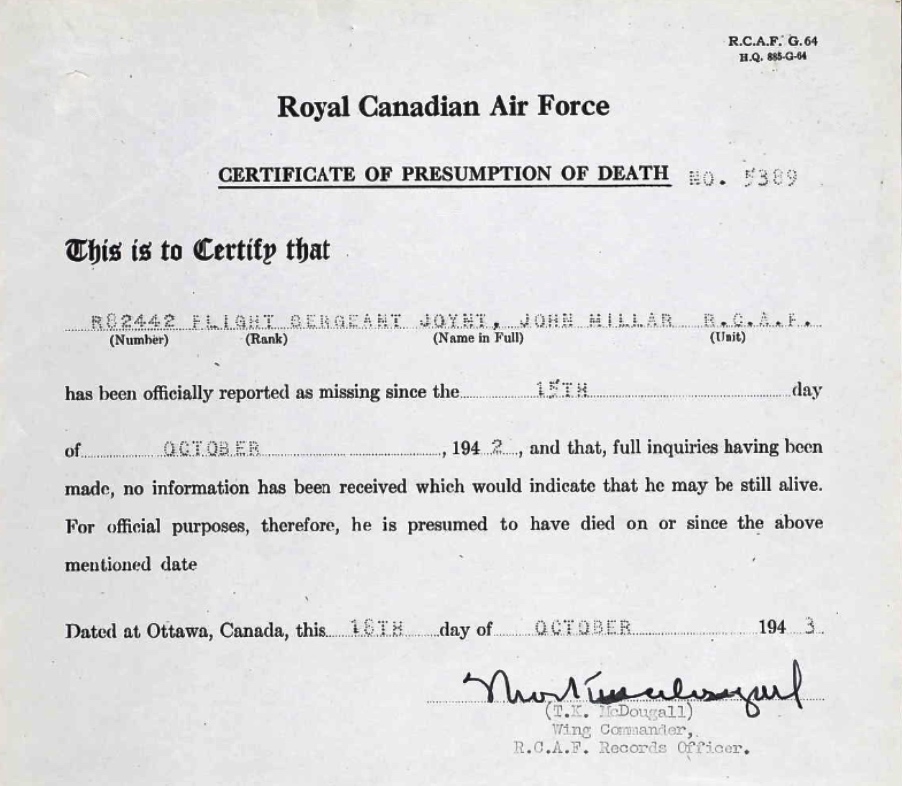 R.C.A.F. G.64
H.Q. 885-G-64
Royal Canadian Air Force
CERTIFICATE OF PRESUMPTION OF DEATH NO. 5389
This is to Certify that
R82442 FLIGHT SERGEANT JOYNT, JOHN MILLAR R.C.A.F.
(Number) (Rank) (Name in Full) (Unit)
has been officially reported as missing since the 15TH day
of OCTOBER, 1942, and that, full inquiries having been
made, no information has been received which would indicate that he may be still alive.
For official purposes, therefore, he is presumed to have died on or since the above
mentioned date
Dated at Ottawa, Canada, this 18TH day of OCTOBER 1943.
(T.K. McDougall)
Wing Commander,
R.C.A.F. Records Officer.